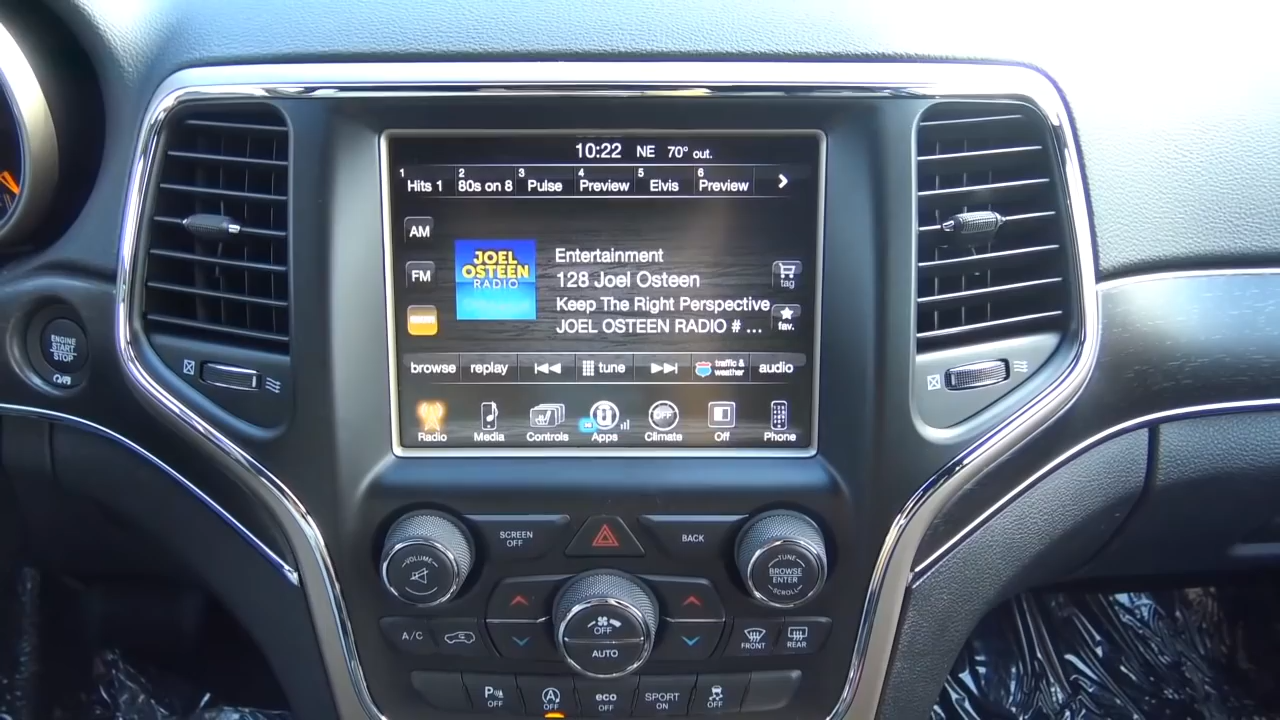 10:22 NE 70° out.
1 Hits 1 2 80s on 8 3 Pulse 4 Preview 5 Elvis 6 Preview
AM
FM
JOEL
OSTEEN
RADIO
Entertainment
128 Joel Osteen
Keep The Right Perspective
JOEL OSTEEN RADIO # ...
tag
fav.
browse replay tune traffic & weather audio
Radio Media Controls Apps Climate Off Phone
OFF
ENGINE
START
STOP
VOLUME
SCREEN
OFF
BACK
TUNE
BROWSE
ENTER
SCROLL
OFF
AUTO
A/C
FRONT
REAR
P OFF
A OFF
eco OFF
SPORT ON
OFF